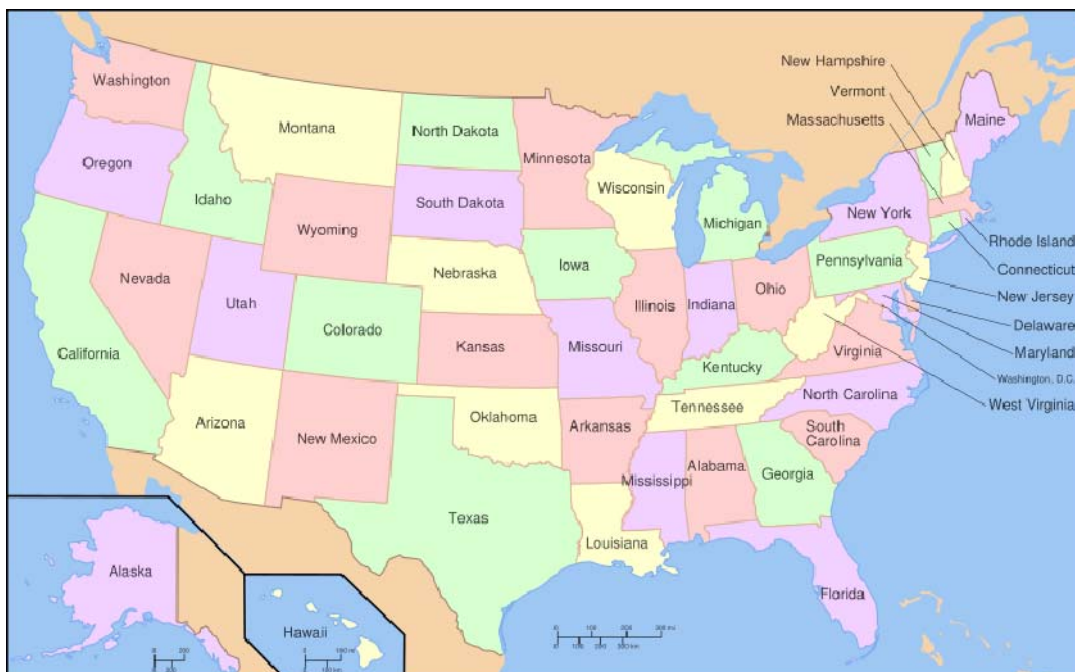 New Hampshire
Vermont
Massachusetts
Washington
Montana
North Dakota
Minnesota
Maine
Oregon
Idaho
Wisconsin
South Dakota
Michigan
New York
Wyoming
Rhode Island
Pennsylvania
Connecticut
Iowa
Nebraska
Ohio
New Jersey
Nevada
Utah
Illinois
Indiana
Delaware
Colorado
Missouri
Kansas
Maryland
Virginia
California
Kentucky
Washington, D.C.
North Carolina
West Virginia
Tennessee
Oklahoma
Arizona
Arkansas
South
Carolina
New Mexico
Alabama
Georgia
Mississippi
Texas
Louisiana
Alaska
Florida
Hawaii